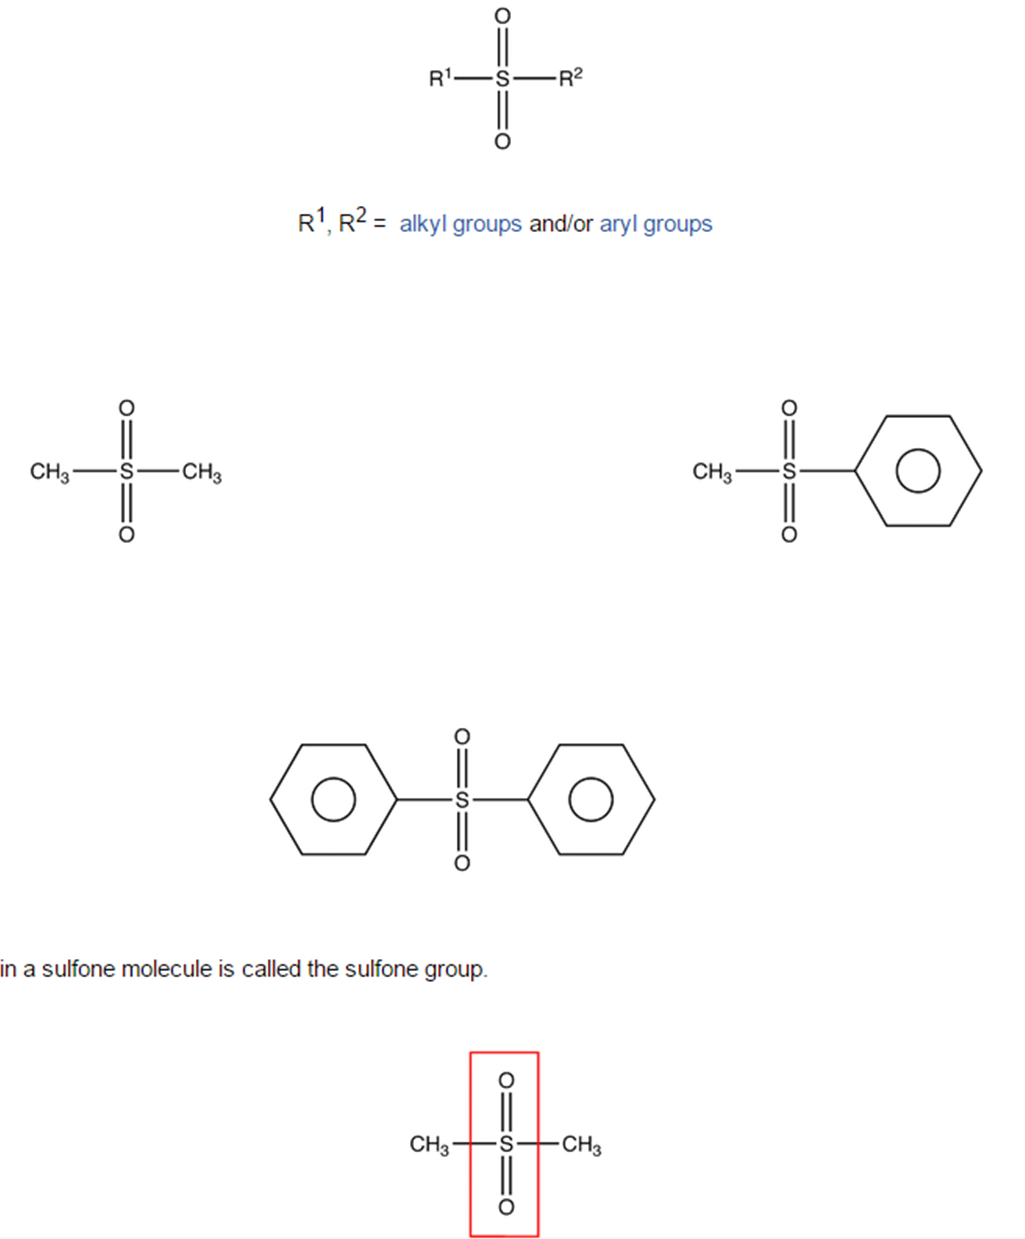 O
R¹ S R²
O
R¹, R² = alkyl groups and/or aryl groups
O O
CH₃ S CH₃ CH₃ S
O O
O
S
O
in a sulfone molecule is called the sulfone group.
O
CH₃ S CH₃
O